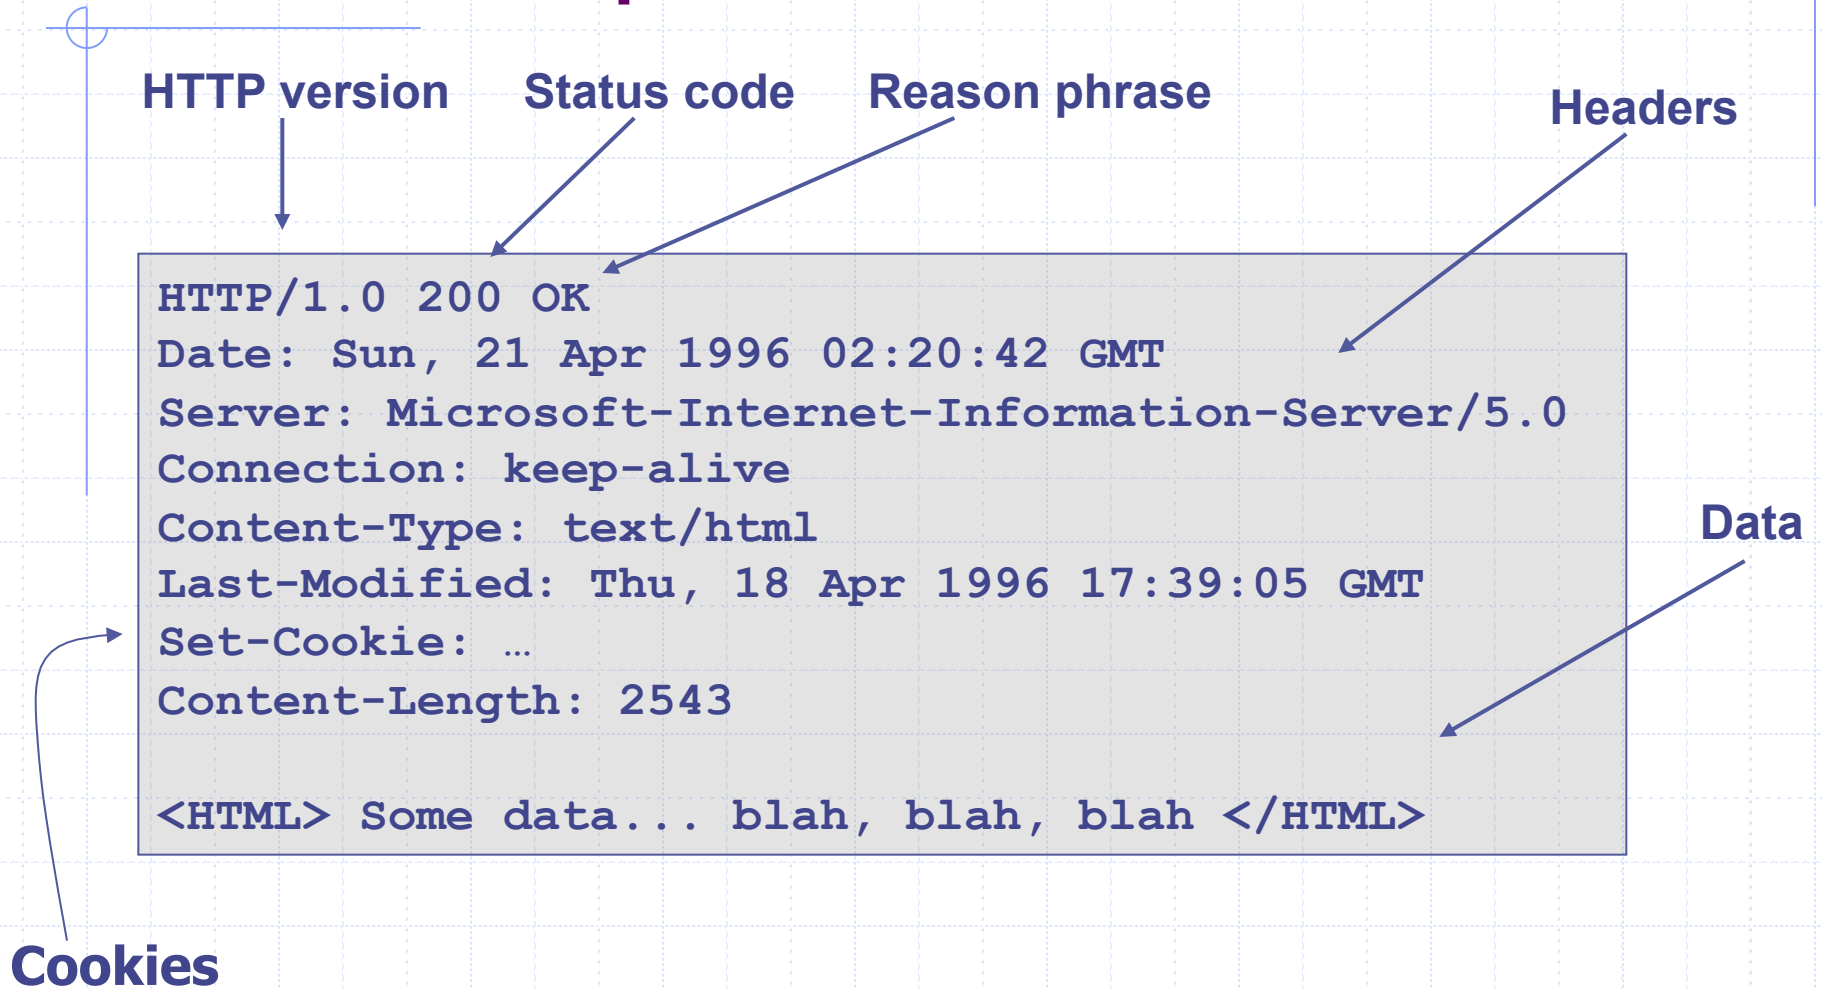 HTTP version Status code Reason phrase
Headers
HTTP/1.0 200 OK
Date: Sun, 21 Apr 1996 02:20:42 GMT
Server: Microsoft-Internet-Information-Server/5.0
Connection: keep-alive
Content-Type: text/html
Data
Last-Modified: Thu, 18 Apr 1996 17:39:05 GMT
Set-Cookie: …
Content-Length: 2543
<HTML> Some data... blah, blah, blah </HTML>
Cookies